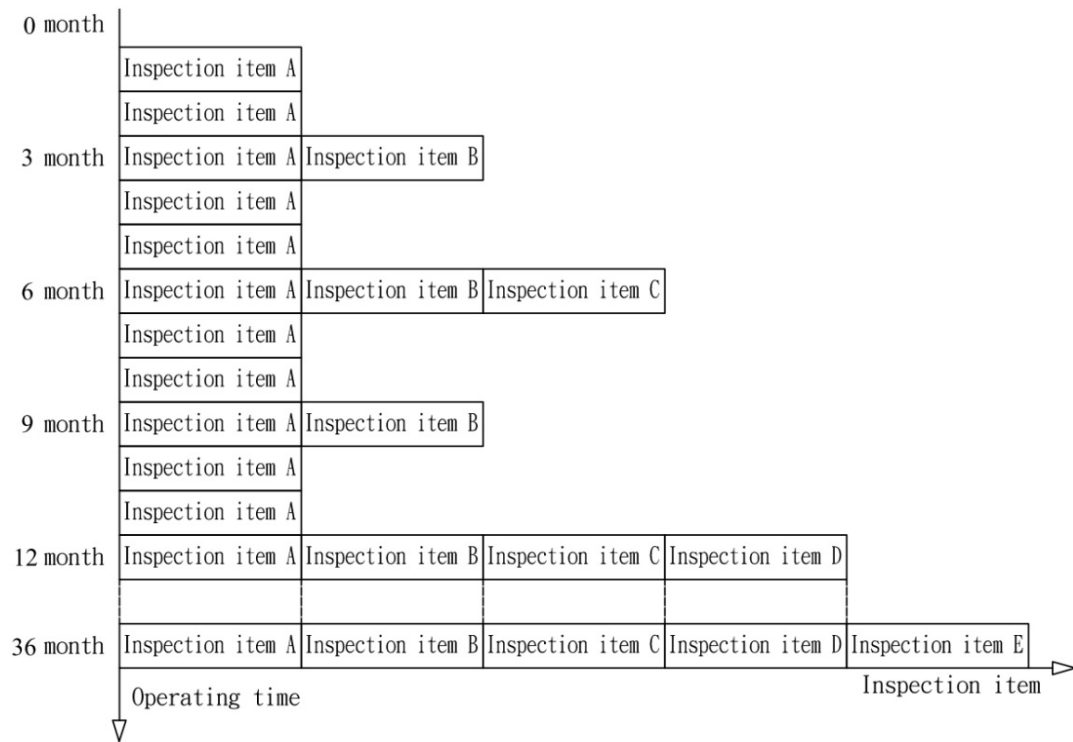 0 month
Inspection item A
Inspection item A
3 month Inspection item A Inspection item B
Inspection item A
Inspection item A
6 month Inspection item A Inspection item B Inspection item C
Inspection item A
Inspection item A
9 month Inspection item A Inspection item B
Inspection item A
Inspection item A
12 month Inspection item A Inspection item B Inspection item C Inspection item D
36 month Inspection item A Inspection item B Inspection item C Inspection item D Inspection item E
Operating time Inspection item